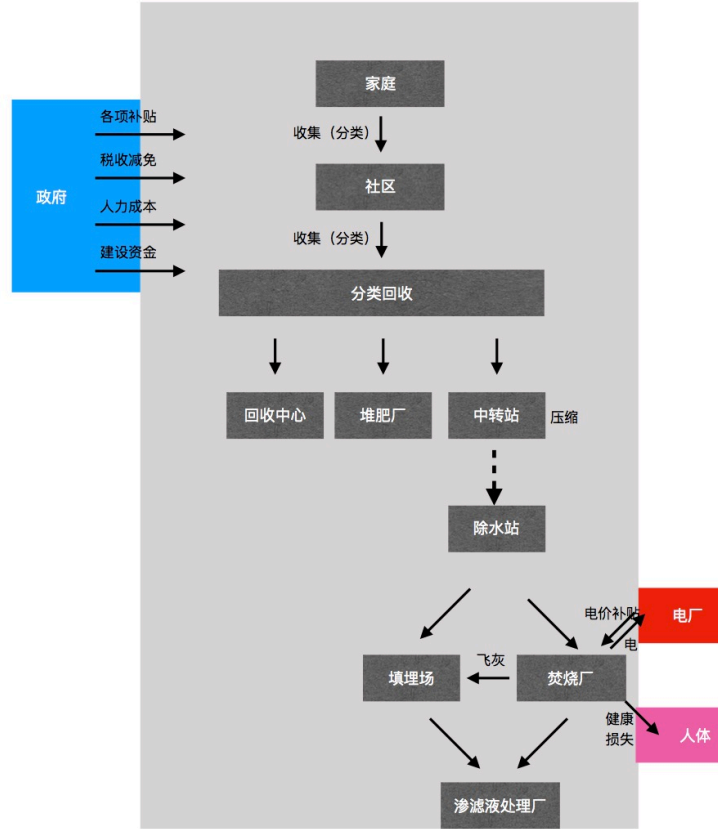 家庭
各项补贴
收集（分类）
税收减免
社区
政府
人力成本
收集（分类）
建设资金
分类回收
回收中心
堆肥厂
中转站
压缩
除水站
电价补贴
电厂
电
飞灰
填埋场
焚烧厂
健康
损失
人体
渗滤液处理厂